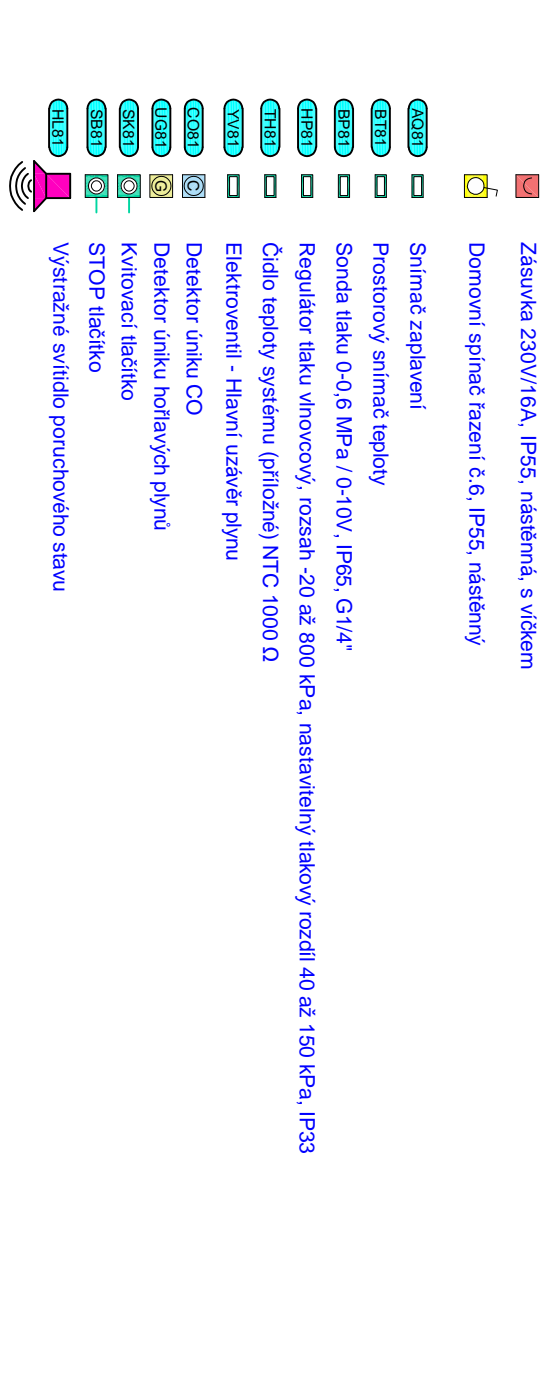 Zásuvka 230V/16A, IP55, nástěnná, s víčkem
Domovní spínač řazení č.6, IP55, nástěnný
AQ81 Snímač zaplavení
BT81 Prostorový snímač teploty
BP81 Sonda tlaku 0-0,6 MPa / 0-10V, IP65, G1/4"
HP81 Regulátor tlaku vlnovcový, rozsah -20 až 800 kPa, nastavitelný tlakový rozdíl 40 až 150 kPa, IP33
TH81 Čidlo teploty systému (příložné) NTC 1000 Ω
YV81 Elektroventil - Hlavní uzávěr plynu
CO81 C Detektor úniku CO
UG81 G Detektor úniku hořlavých plynů
SK81 Kvitovací tlačítko
SB81 STOP tlačítko
HL81 Výstražné svítidlo poruchového stavu